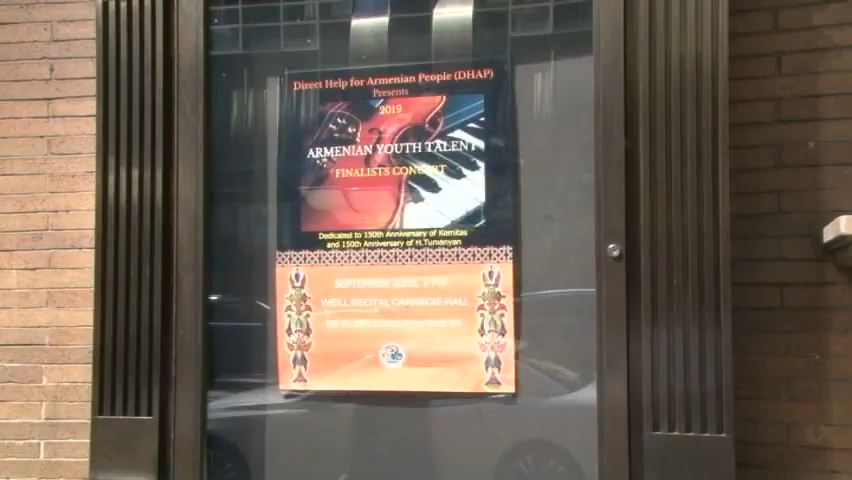 Direct Help for Armenian People (DHAP)
Presents
2019
ARMENIAN YOUTH TALENT
FINALISTS CONCERT
Dedicated to 150th Anniversary of Komitas
and 150th Anniversary of H.Tumanyan
SEPTEMBER
WEILL RECITAL CARNEGIE HALL